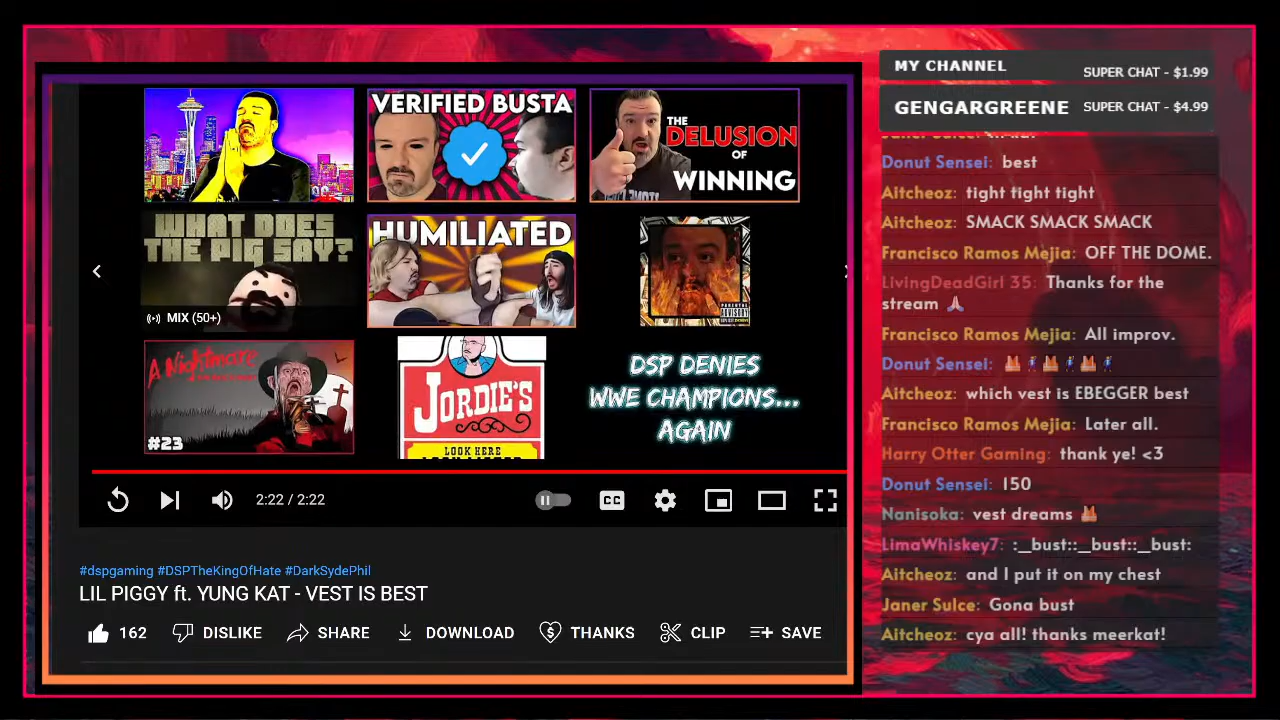 VERIFIED BUSTA
THE
DELUSION
OF
WINNING
WHAT DOES
THE PIG SAY?
MIX (50+)
HUMILIATED
PARENTAL
ADVISORY
A Nightmare
#23
JORDIE'S
LOOK HERE
DSP DENIES
WWE CHAMPIONS...
AGAIN
2:22 / 2:22
CC
#dspgaming #DSPTheKingOfHate #DarkSydePhil
LIL PIGGY ft. YUNG KAT - VEST IS BEST
162 DISLIKE SHARE DOWNLOAD THANKS CLIP SAVE
MY CHANNEL SUPER CHAT - $1.99
GENGARGREENE SUPER CHAT - $4.99
Donut Sensei: best
Aitcheoz: tight tight tight
Aitcheoz: SMACK SMACK SMACK
Francisco Ramos Mejia: OFF THE DOME.
LivingDeadGirl 35: Thanks for the
stream 🙏
Francisco Ramos Mejia: All improv.
Donut Sensei:
Aitcheoz: which vest is EBEGGER best
Francisco Ramos Mejia: Later all.
Harry Otter Gaming: thank ye! <3
Donut Sensei: 150
Nanisoka: vest dreams 🦺
LimaWhiskey7: :_bust::_bust::_bust:
Aitcheoz: and I put it on my chest
Janer Sulce: Gona bust
Aitcheoz: cya all! thanks meerkat!